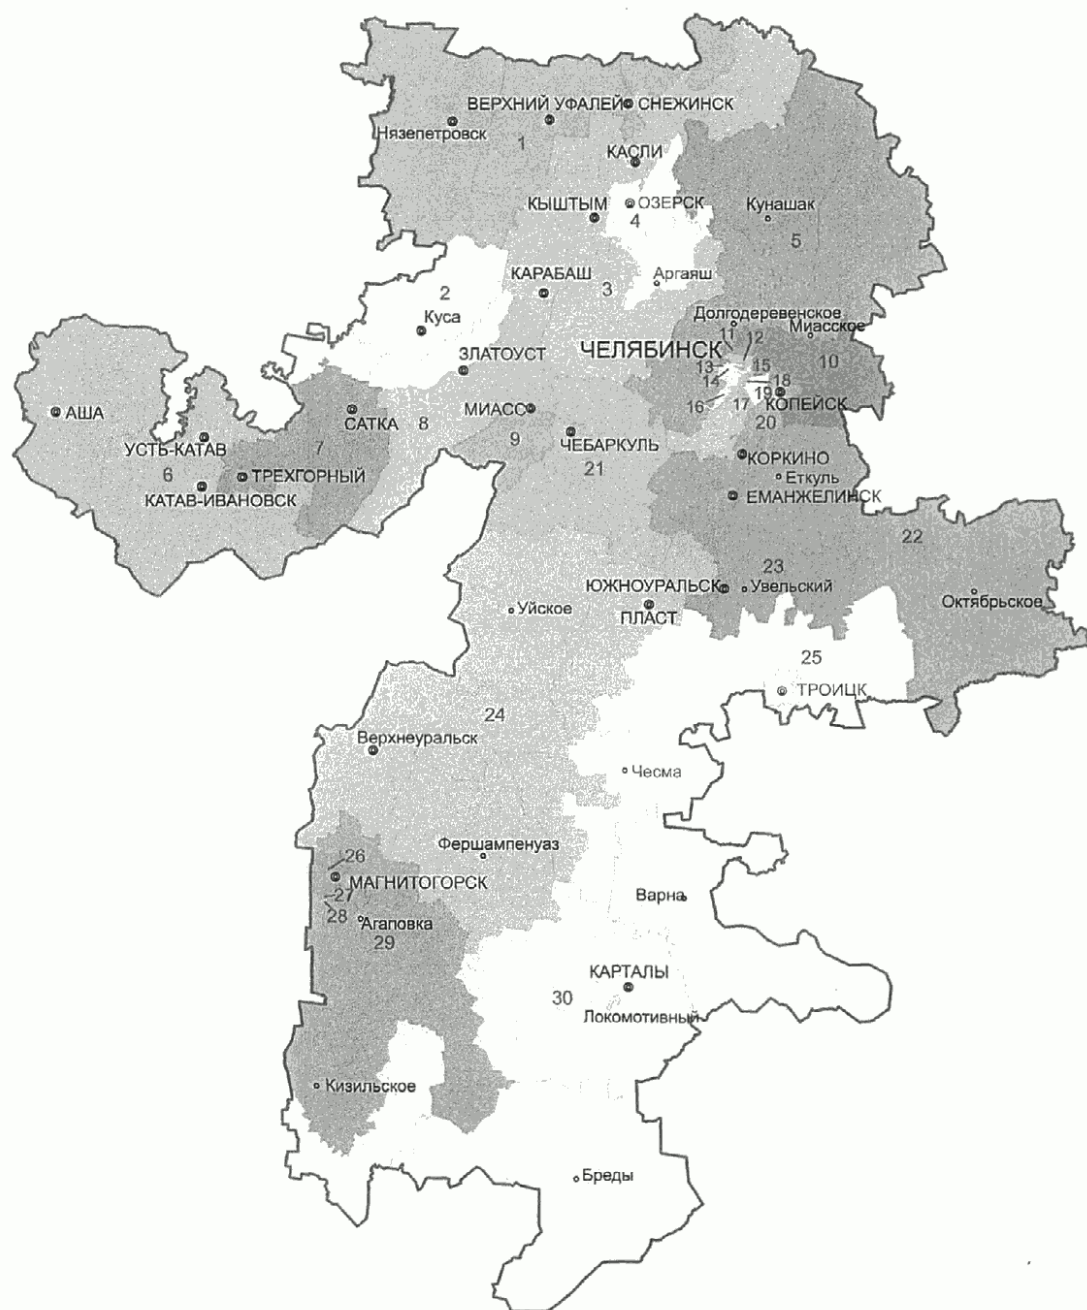 ВЕРХНИЙ УФАЛЕЙ
СНЕЖИНСК
Нязепетровск
1
КАСЛИ
КЫШТЫМ
ОЗЕРСК
4
Кунашак
5
КАРАБАШ
3
Аргаяш
2
Куса
Долгодеревенское
Миасское
11
12
ЧЕЛЯБИНСК
10
ЗЛАТОУСТ
13
15
14
18
19
КОПЕЙСК
16
17
20
АША
САТКА
8
МИАСС
9
ЧЕБАРКУЛЬ
УСТЬ-КАТАВ
7
21
КОРКИНО
6
ТРЕХГОРНЫЙ
Еткуль
КАТАВ-ИВАНОВСК
ЕМАНЖЕЛИНСК
22
23
ЮЖНОУРАЛЬСК
Увельский
Октябрьское
Уйское
ПЛАСТ
25
ТРОИЦК
24
Верхнеуральск
Чесма
Фершампенуаз
26
МАГНИТОГОРСК
27
Варна
28
Агаповка
29
КАРТАЛЫ
30
Локомотивный
Кизильское
Бреды